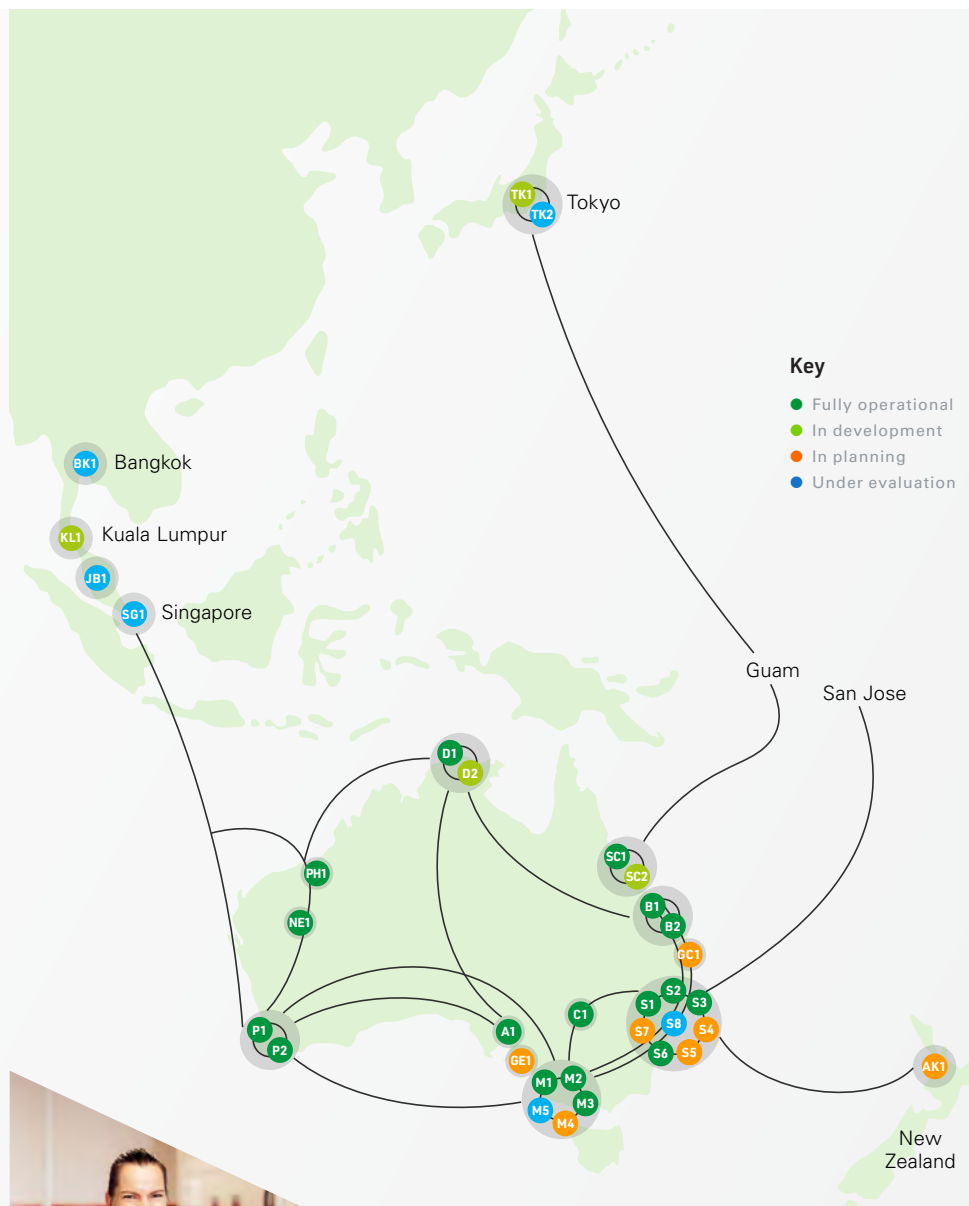 TK1
TK2
Tokyo
Key
Fully operational
In development
In planning
Under evaluation
BK1
Bangkok
KL1
Kuala Lumpur
JB1
SG1
Singapore
Guam
San Jose
D1
D2
SC1
SC2
PH1
B1
B2
NE1
GC1
S2
S1
S3
C1
S8
P1
A1
S7
S4
P2
S6
S5
GE1
AK1
M1
M2
M5
M3
M4
New
Zealand